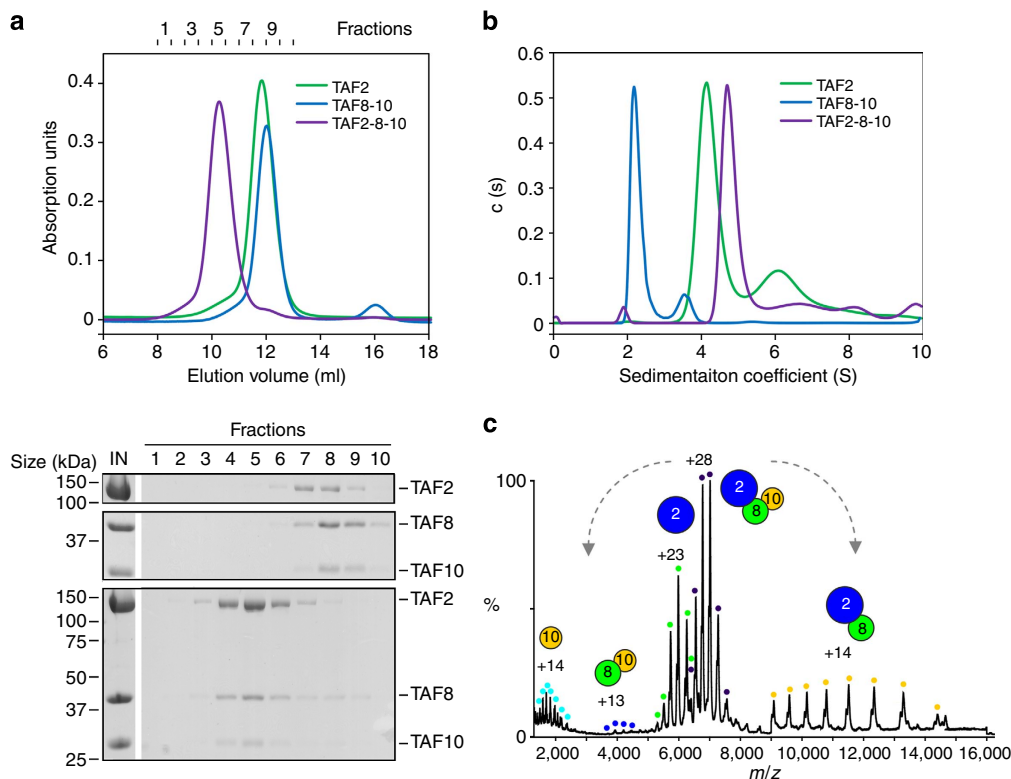 a
1 3 5 7 9 Fractions
0.4
0.3
0.2
0.1
0
Absorption units
TAF2
TAF8-10
TAF2-8-10
6 8 10 12 14 16 18
Elution volume (ml)
b
0.6
0.5
0.4
0.3
0.2
0.1
0
c (s)
TAF2
TAF8-10
TAF2-8-10
0 2 4 6 8 10
Sedimentaiton coefficient (S)
Fractions
Size (kDa) IN 1 2 3 4 5 6 7 8 9 10
150
100
TAF2
37
TAF8
TAF10
150
100
75
50
37
25
TAF2
TAF8
TAF10
c
100
%
0
+28
2
8
10
2
+23
10
+14
8
10
+13
2
8
+14
2,000 4,000 6,000 8,000 10,000 12,000 14,000 16,000
m/z